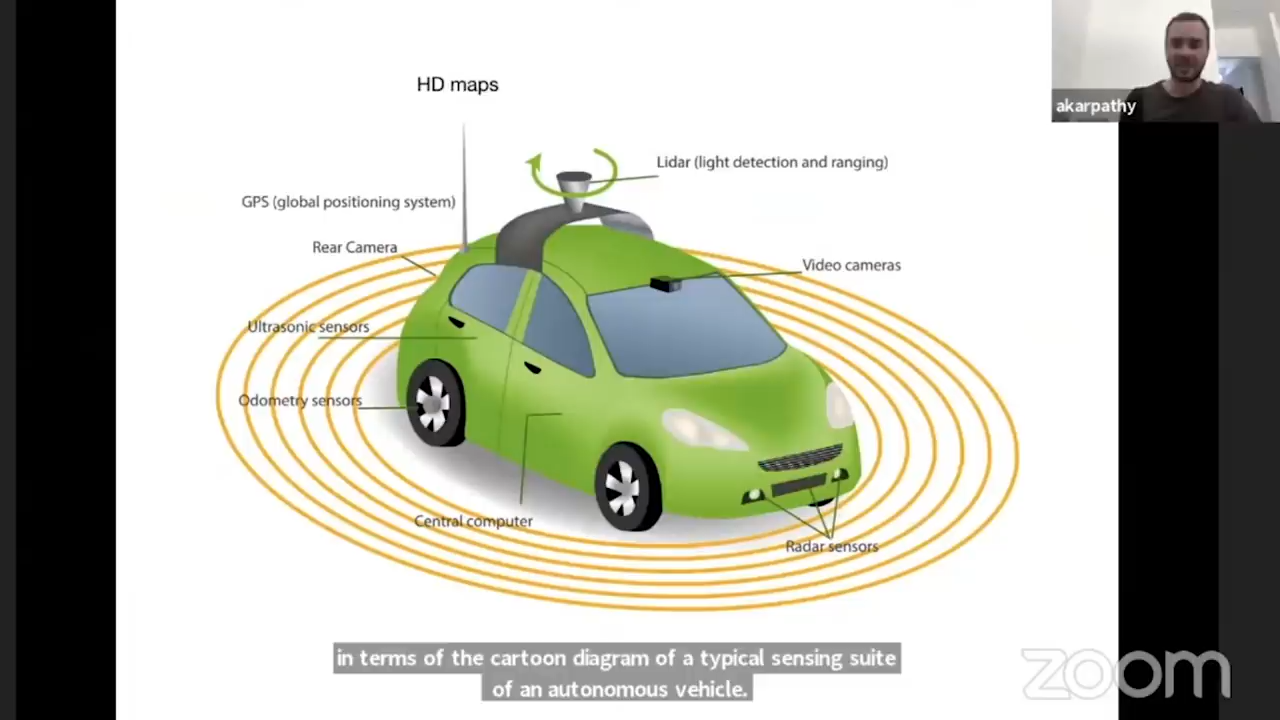 akarpathy
HD maps
Lidar (light detection and ranging)
GPS (global positioning system)
Rear Camera
Video cameras
Ultrasonic sensors
Odometry sensors
Central computer
Radar sensors
in terms of the cartoon diagram of a typical sensing suite
of an autonomous vehicle.
zoom